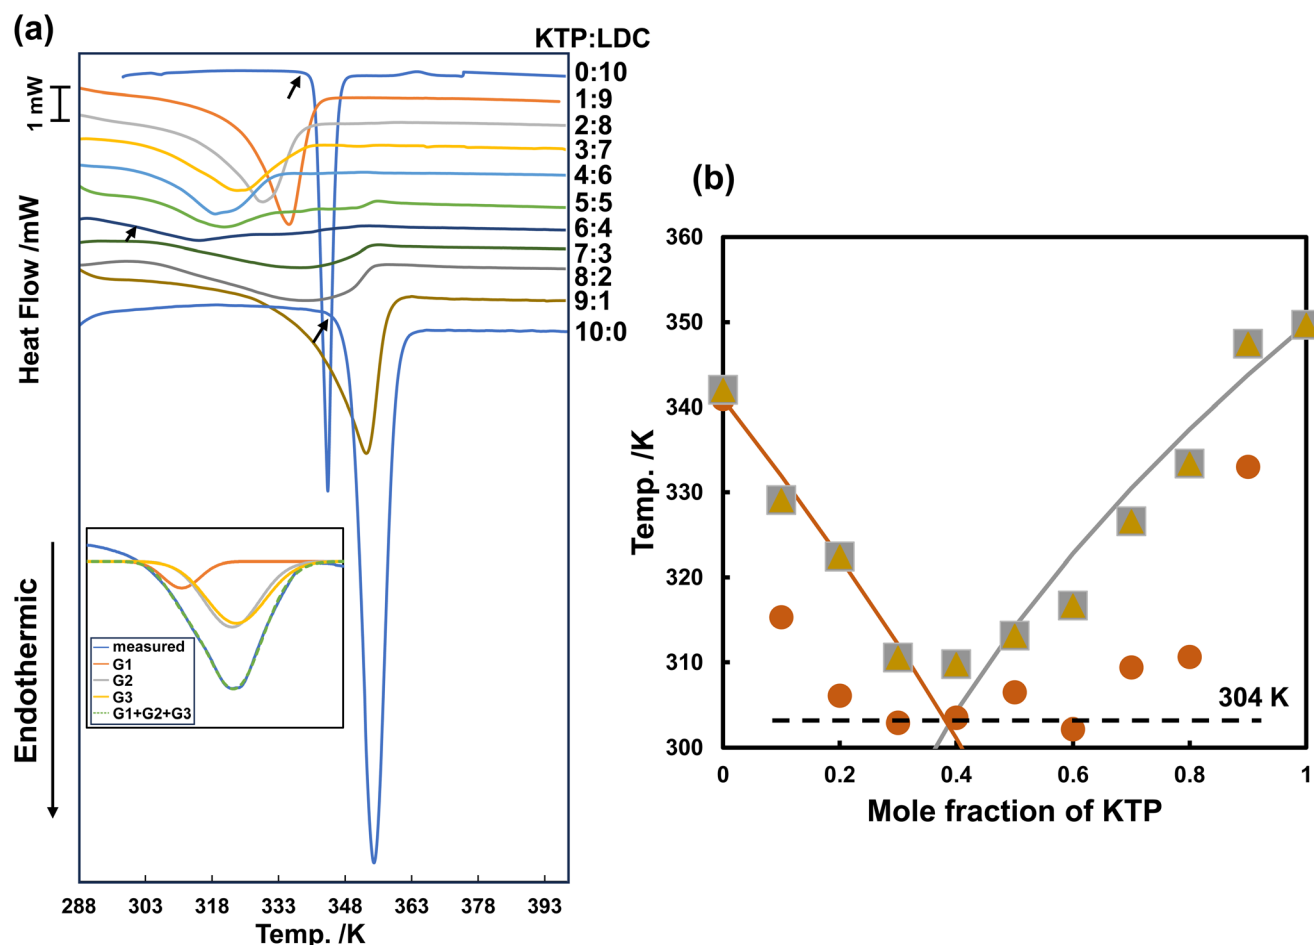 (a)
KTP:LDC
0:10
1:9
2:8
3:7
4:6
5:5
6:4
7:3
8:2
9:1
10:0
1 mW
Heat Flow /mW
Endothermic
measured
G1
G2
G3
G1+G2+G3
288 303 318 333 348 363 378 393
Temp. /K
(b)
360
350
340
330
320
310
300
Temp. /K
304 K
0 0.2 0.4 0.6 0.8 1
Mole fraction of KTP